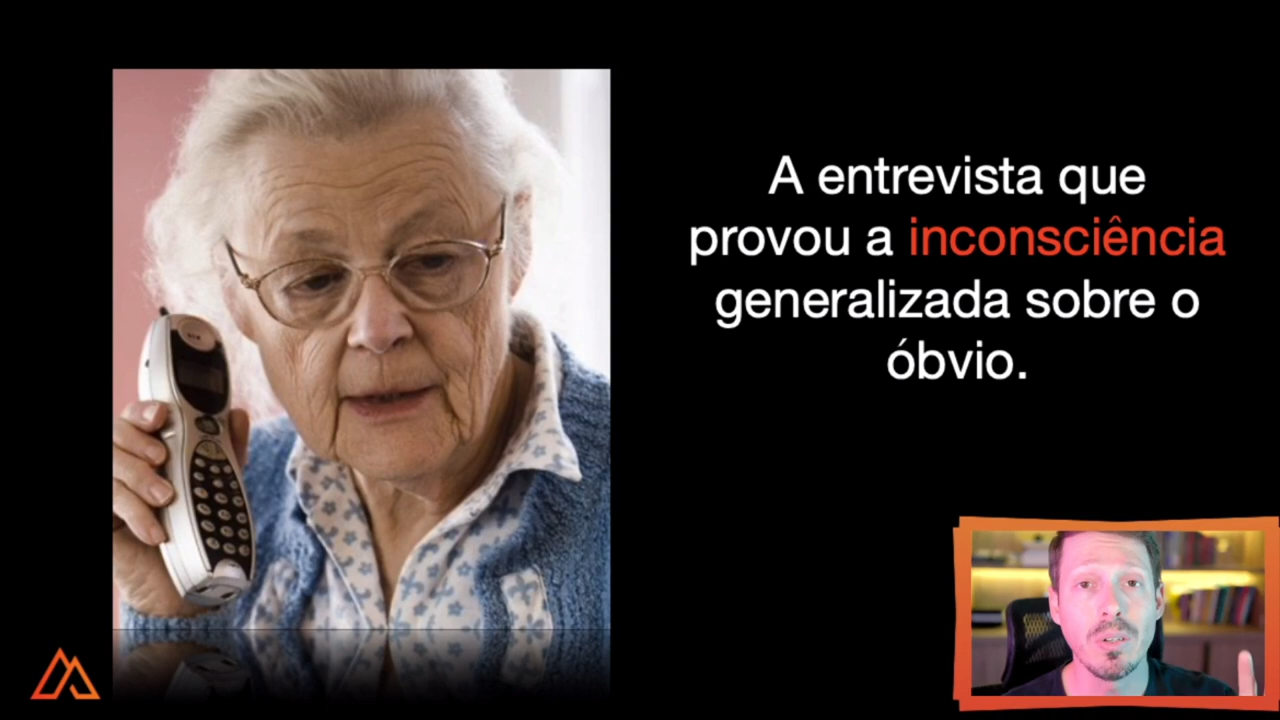 A entrevista que
provou a inconsciência
generalizada sobre o
óbvio.